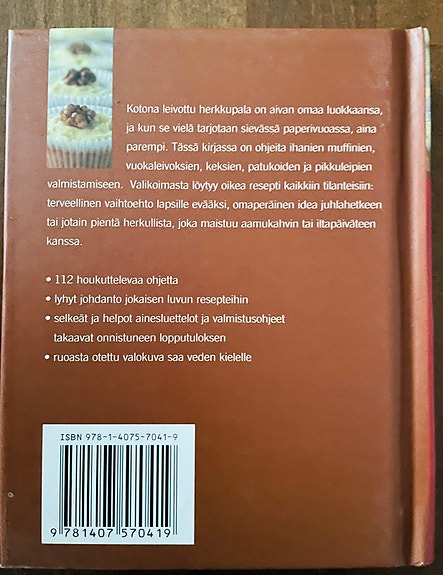 Kotona leivottu herkkupala on aivan omaa luokkaansa,
ja kun se vielä tarjotaan sievässä paperivuoassa, aina
parempi. Tässä kirjassa on ohjeita ihanien muffinien,
vuokaleivoksien, keksien, patukoiden ja pikkuleipien
valmistamiseen. Valikoimasta löytyy oikea resepti kaikkiin tilanteisiin:
terveellinen vaihtoehto lapsille evääksi, omaperäinen idea juhlahetkeen
tai jotain pientä herkullista, joka maistuu aamukahvin tai iltapäiväteen
kanssa.
• 112 houkuttelevaa ohjetta
• lyhyt johdanto jokaisen luvun resepteihin
• selkeät ja helpot ainesluettelot ja valmistusohjeet
takaavat onnistuneen lopputuloksen
• ruoasta otettu valokuva saa veden kielelle
ISBN 978-1-4075-7041-9
9 781407 570419